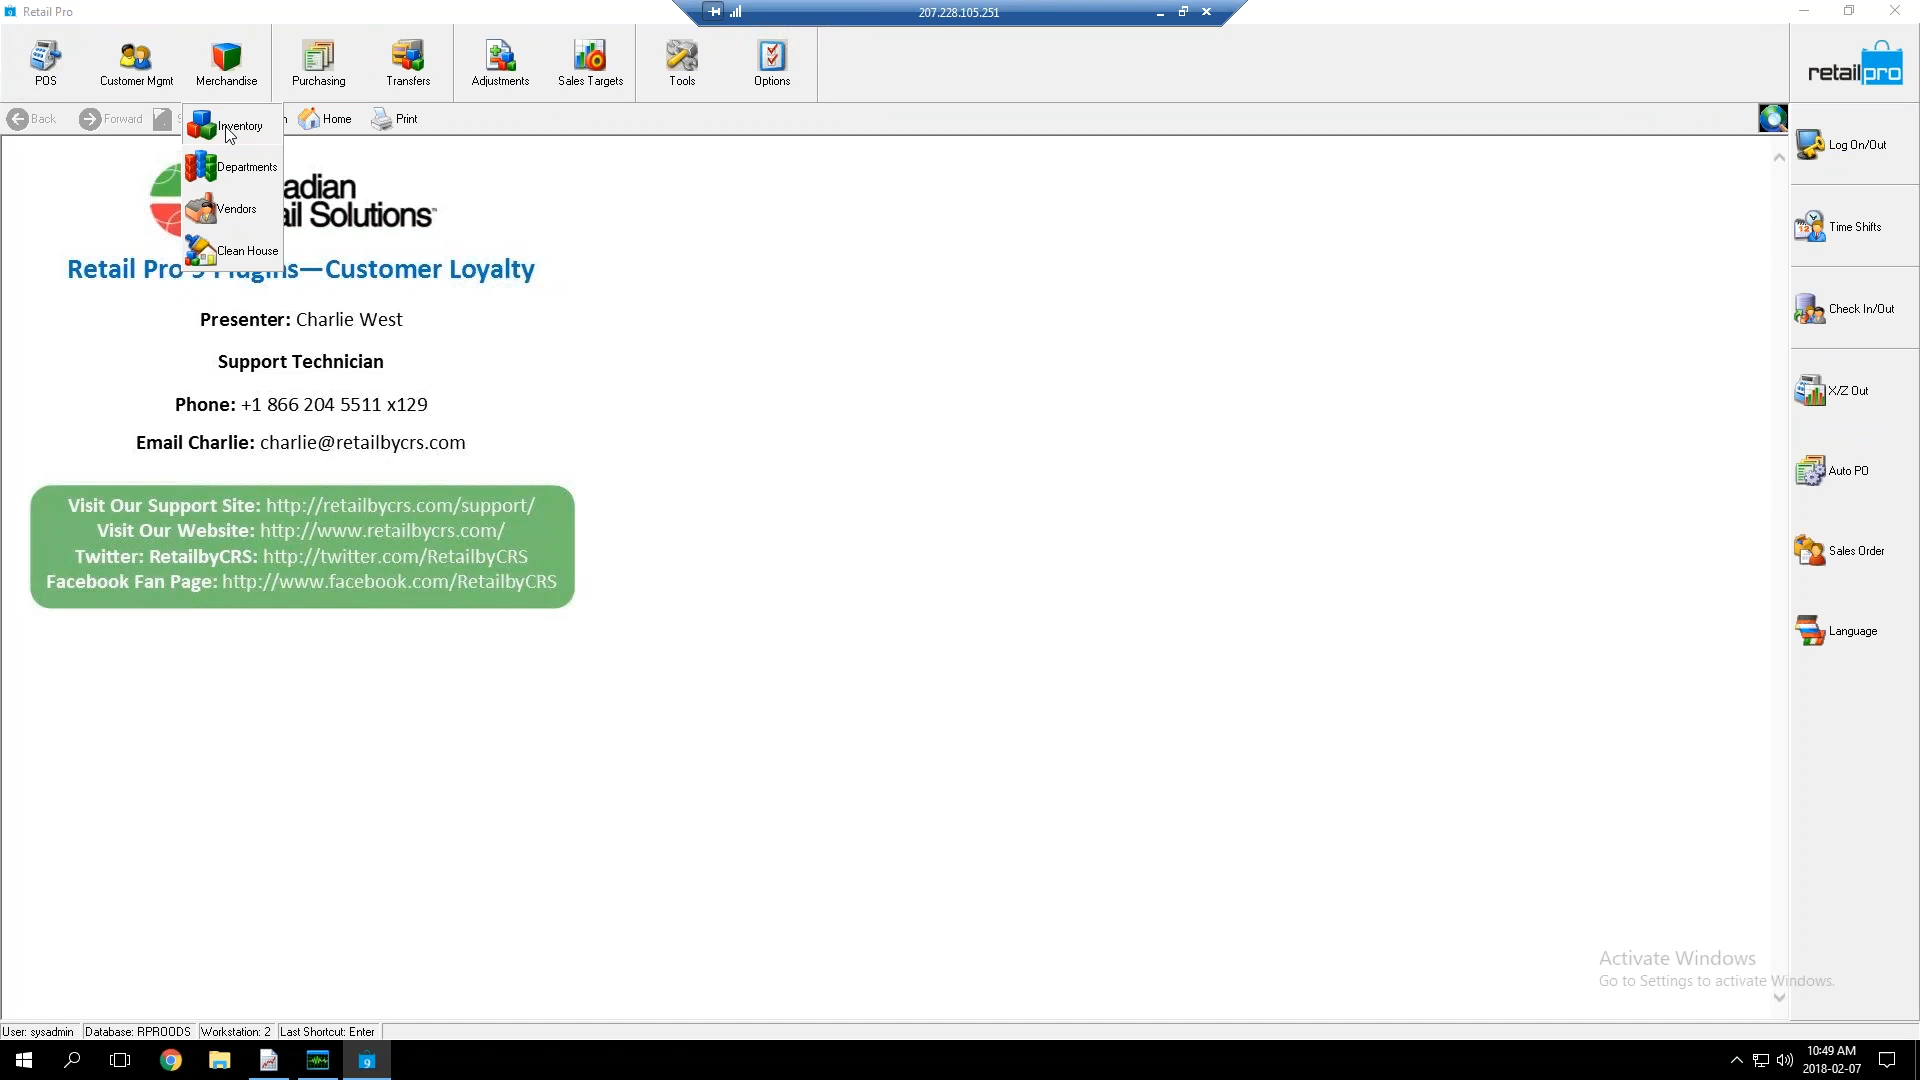 Retail Pro
207.228.105.251
POS
Customer Mgmt
Merchandise
Purchasing
Transfers
Adjustments
Sales Targets
Tools
Options
retailpro
Back
Forward
Home
Print
Inventory
Departments
Vendors
Clean House
adian
ail Solutions™
Retail Pro 9 Plugins—Customer Loyalty
Presenter: Charlie West
Support Technician
Phone: +1 866 204 5511 x129
Email Charlie: charlie@retailbycrs.com
Visit Our Support Site: http://retailbycrs.com/support/
Visit Our Website: http://www.retailbycrs.com/
Twitter: RetailbyCRS: http://twitter.com/RetailbyCRS
Facebook Fan Page: http://www.facebook.com/RetailbyCRS
Log On/Out
Time Shifts
Check In/Out
X/Z Out
Auto PO
Sales Order
Language
Activate Windows
Go to Settings to activate Windows.
User: sysadmin
Database: RPROODS
Workstation: 2
Last Shortcut: Enter
10:49 AM
2018-02-07